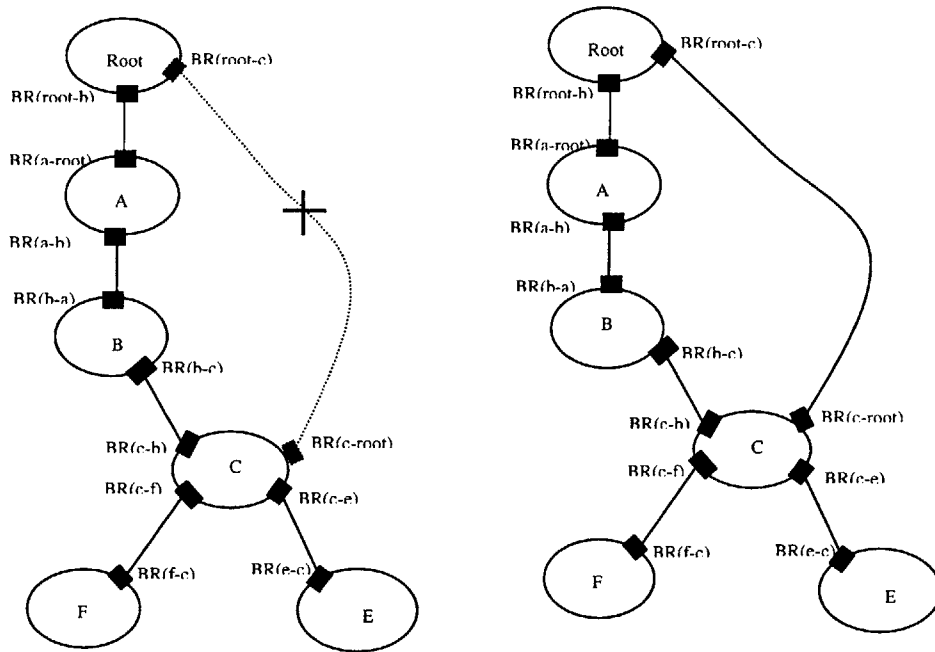 Root
BR(root-c)
BR(root-b)
BR(a-root)
A
BR(a-b)
BR(b-a)
B
BR(b-c)
BR(c-b)
BR(c-root)
C
BR(c-f)
BR(c-e)
BR(f-c)
BR(e-c)
F
E
Root
BR(root-c)
BR(root-b)
BR(a-root)
A
BR(a-b)
BR(b-a)
B
BR(b-c)
BR(c-b)
BR(c-root)
C
BR(c-f)
BR(c-e)
BR(f-c)
BR(e-c)
F
E